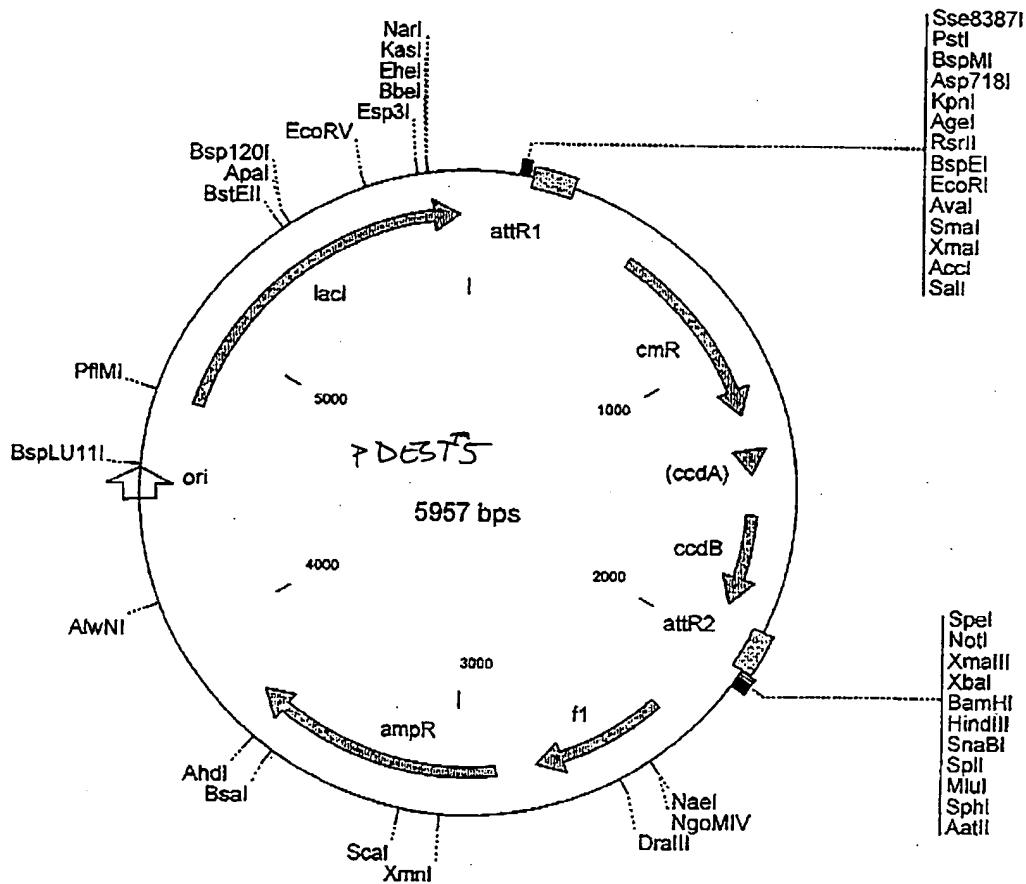 NarI
KasI
EheI
BbeI
Esp3I
EcoRV
Bsp120I
ApaI
BstEII
PflMI
BspLU11I
AlwNI
AhdI
BsaI
ScaI
XmnI
DraIII
NgoMIV
NaeI
Sse8387I
PstI
BspMI
Asp718I
KpnI
AgeI
RsrII
BspEI
EcoRI
AvaI
SmaI
XmaI
AccI
SalI
attR1
lacI
cmR
5000
1000
pDEST5
5957 bps
(ccdA)
ori
ccdB
4000
2000
attR2
3000
f1
ampR
SpeI
NotI
XmaIII
XbaI
BamHI
HindIII
SnaBI
SplI
MluI
SphI
AatII